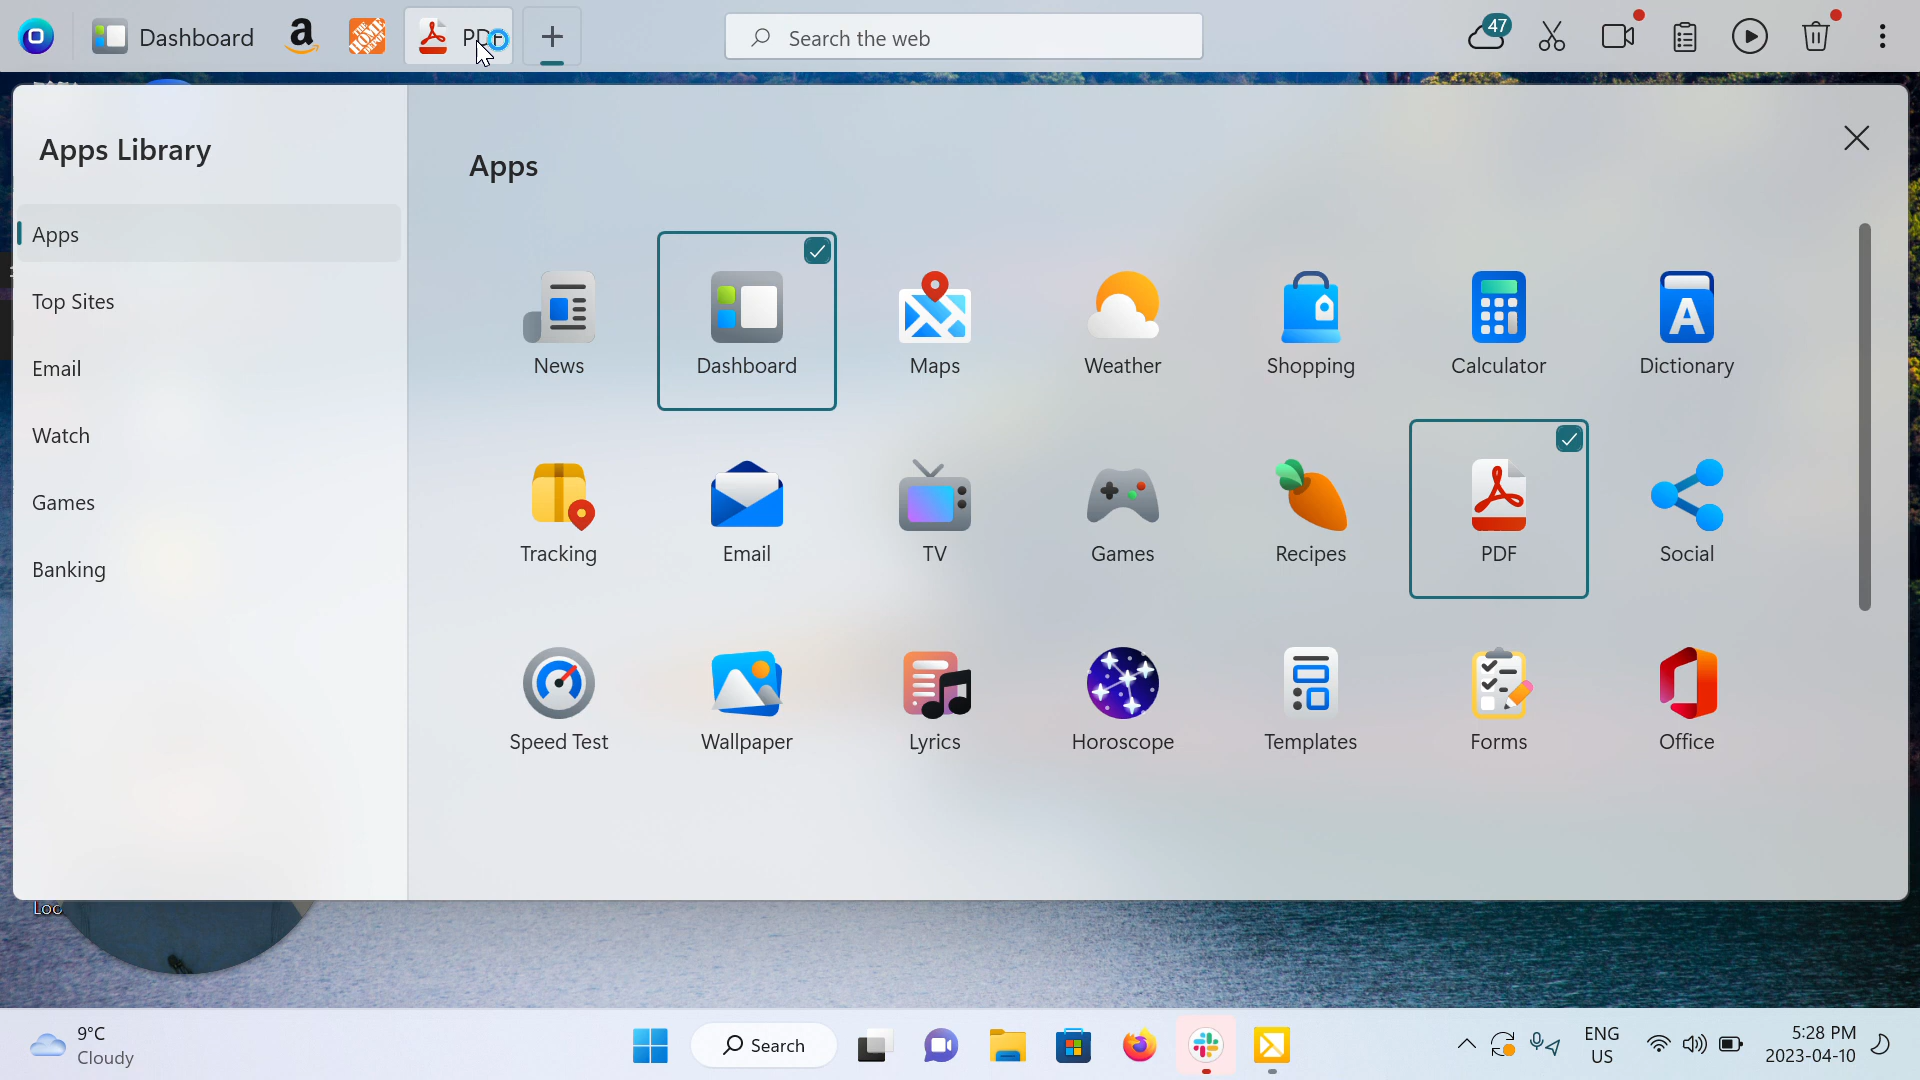 Dashboard
PDF
Search the web
47
Apps Library
Apps
Top Sites
Email
Watch
Games
Banking
Apps
News
Dashboard
Maps
Weather
Shopping
Calculator
Dictionary
Tracking
Email
TV
Games
Recipes
PDF
Social
Speed Test
Wallpaper
Lyrics
Horoscope
Templates
Forms
Office
Loc
9°C
Cloudy
Search
ENG
US
5:28 PM
2023-04-10